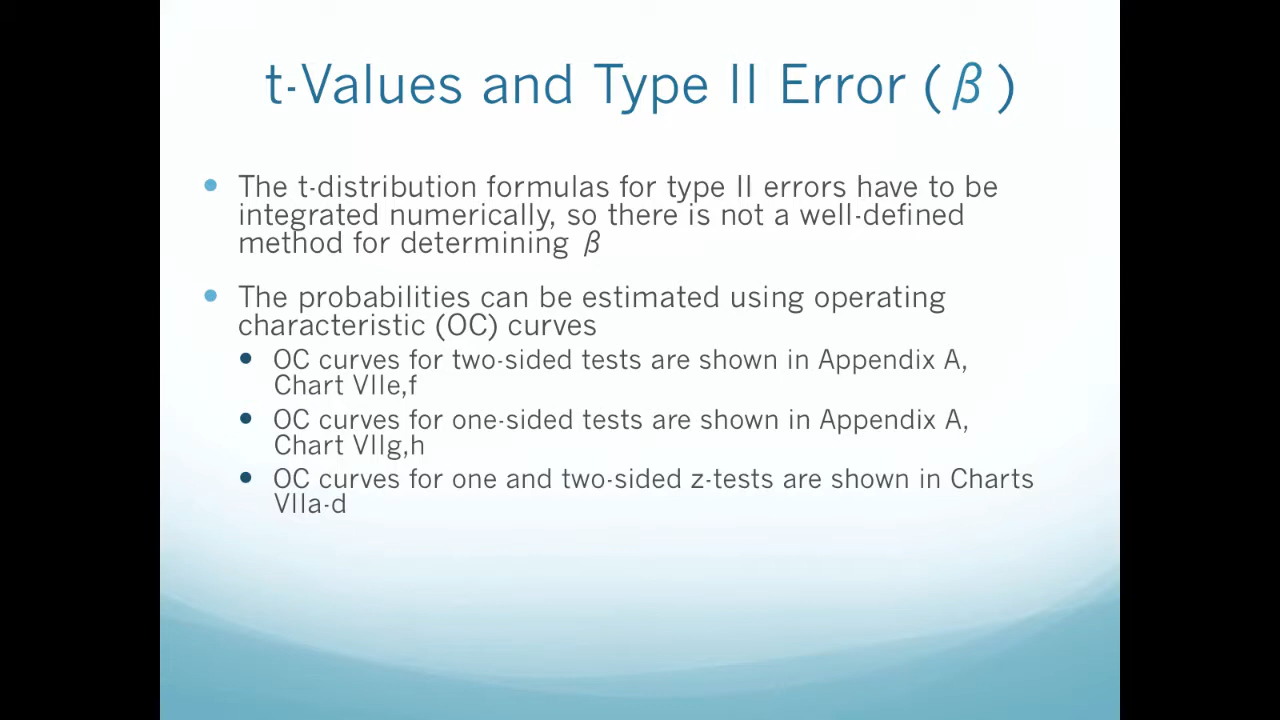 t-Values and Type II Error (β)
The t-distribution formulas for type II errors have to be
integrated numerically, so there is not a well-defined
method for determining β
The probabilities can be estimated using operating
characteristic (OC) curves
OC curves for two-sided tests are shown in Appendix A,
Chart VIIe,f
OC curves for one-sided tests are shown in Appendix A,
Chart VIIg,h
OC curves for one and two-sided z-tests are shown in Charts
VIIa-d